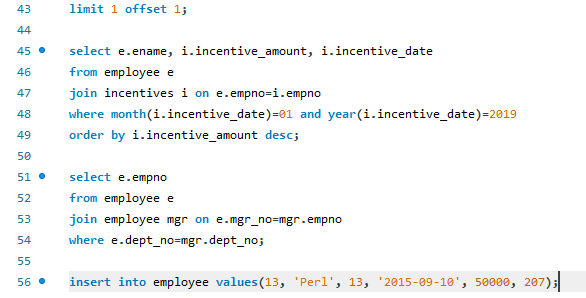 43 limit 1 offset 1;
44
45 select e.ename, i.incentive_amount, i.incentive_date
46 from employee e
47 join incentives i on e.empno=i.empno
48 where month(i.incentive_date)=01 and year(i.incentive_date)=2019
49 order by i.incentive_amount desc;
50
51 select e.empno
52 from employee e
53 join employee mgr on e.mgr_no=mgr.empno
54 where e.dept_no=mgr.dept_no;
55
56 insert into employee values(13, 'Perl', 13, '2015-09-10', 50000, 207);